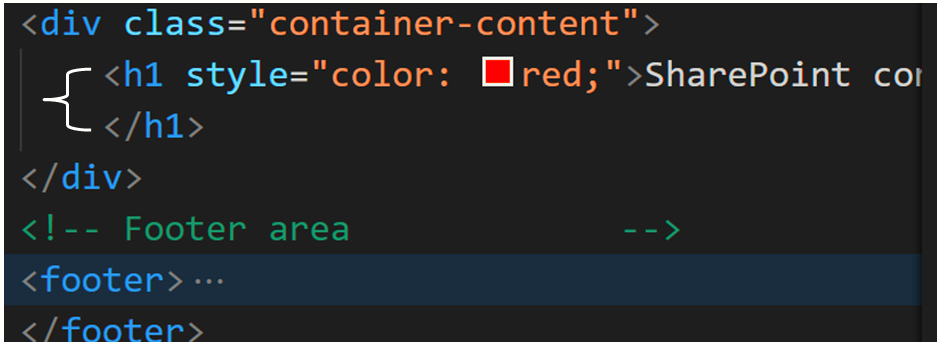 <div class="container-content">
<h1 style="color: red;">SharePoint
</h1>
</div>
<!-- Footer area -->
<footer>···
</footer>